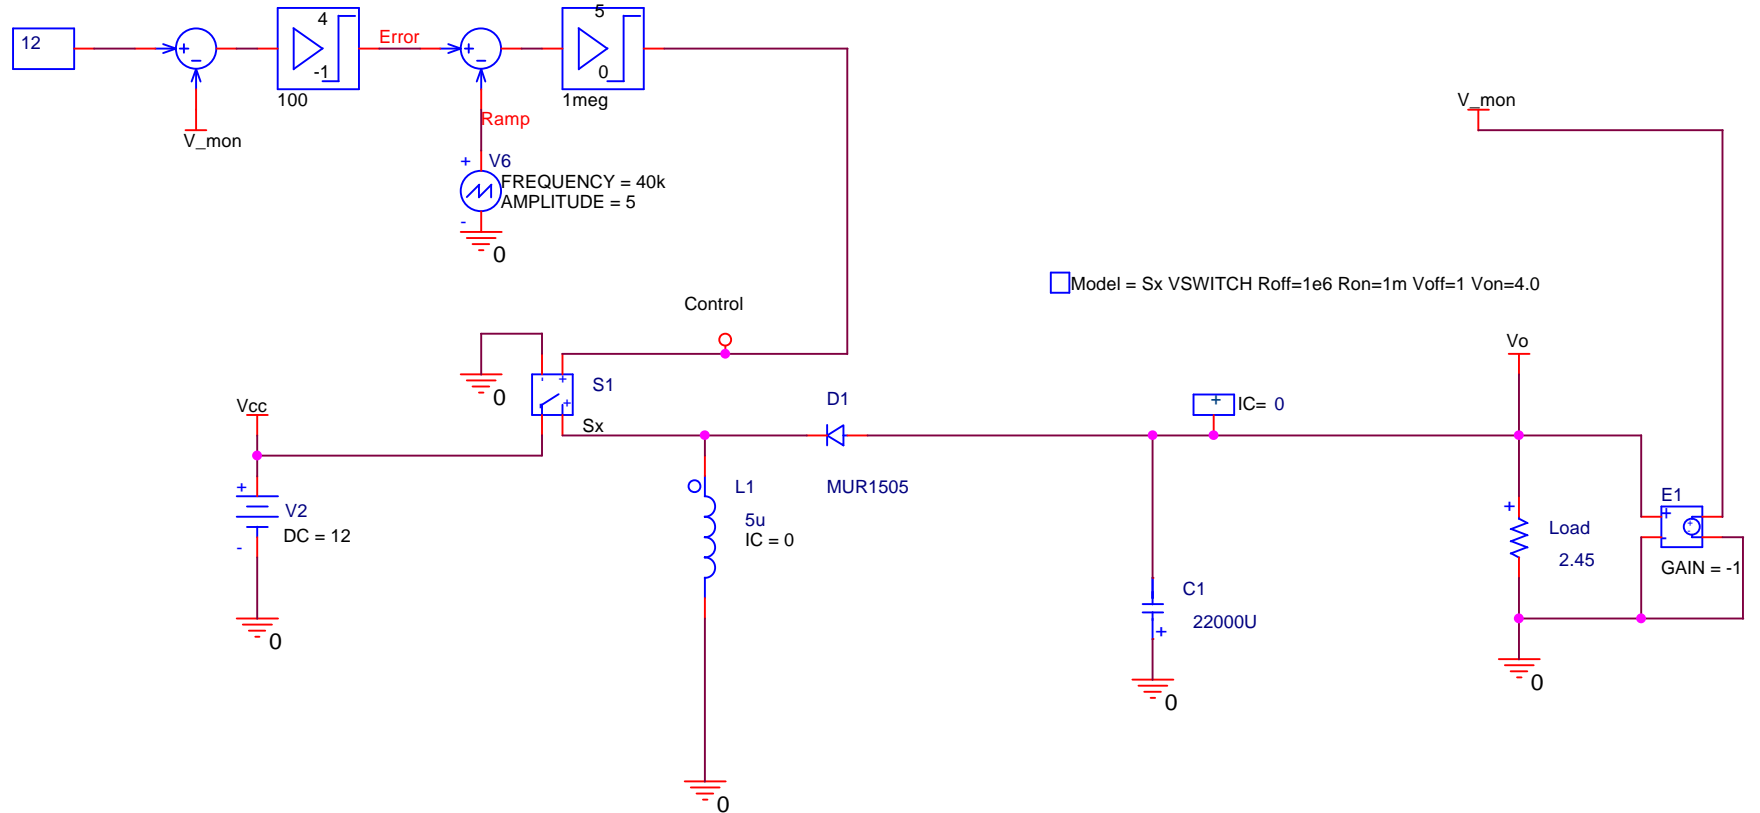 12
+
−
V_mon
4
-1
100
Error
+
−
Ramp
5
0
1meg
+
V6
FREQUENCY = 40k
AMPLITUDE = 5
-
0
V_mon
Model = Sx VSWITCH Roff=1e6 Ron=1m Voff=1 Von=4.0
Control
0
- +
+
S1
Sx
Vcc
+
V2
DC = 12
-
0
D1
MUR1505
L1
5u
IC = 0
0
+
IC= 0
C1
22000U
+
0
Vo
+
Load
2.45
0
E1
+
-
+
-
GAIN = -1